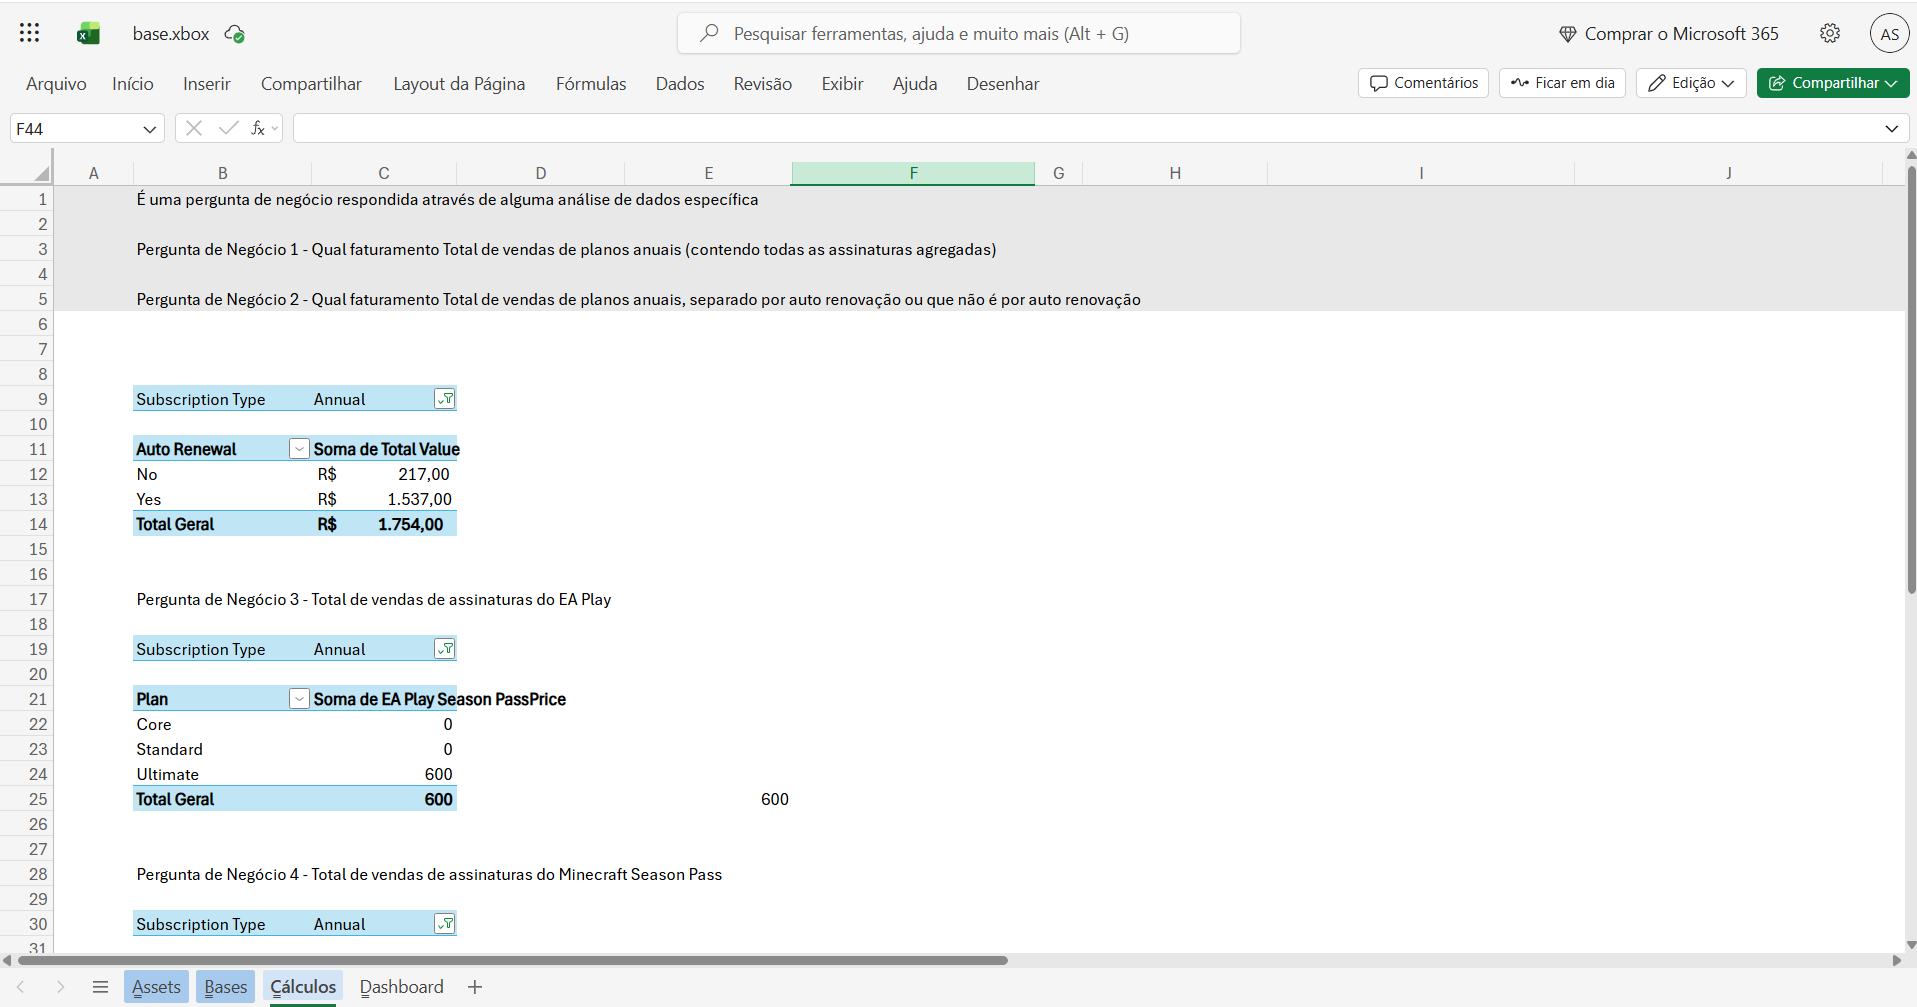 base.xbox
Pesquisar ferramentas, ajuda e muito mais (Alt + G)
Comprar o Microsoft 365
AS
Arquivo Início Inserir Compartilhar Layout da Página Fórmulas Dados Revisão Exibir Ajuda Desenhar
Comentários Ficar em dia Edição Compartilhar
F44 fx
A B C D E F G H I J
1 É uma pergunta de negócio respondida através de alguma análise de dados específica
2
3 Pergunta de Negócio 1 - Qual faturamento Total de vendas de planos anuais (contendo todas as assinaturas agregadas)
4
5 Pergunta de Negócio 2 - Qual faturamento Total de vendas de planos anuais, separado por auto renovação ou que não é por auto renovação
6
7
8
9 Subscription Type Annual
10
11 Auto Renewal Soma de Total Value
12 No R$ 217,00
13 Yes R$ 1.537,00
14 Total Geral R$ 1.754,00
15
16
17 Pergunta de Negócio 3 - Total de vendas de assinaturas do EA Play
18
19 Subscription Type Annual
20
21 Plan Soma de EA Play Season PassPrice
22 Core 0
23 Standard 0
24 Ultimate 600
25 Total Geral 600 600
26
27
28 Pergunta de Negócio 4 - Total de vendas de assinaturas do Minecraft Season Pass
29
30 Subscription Type Annual
31
Assets Bases Cálculos Dashboard